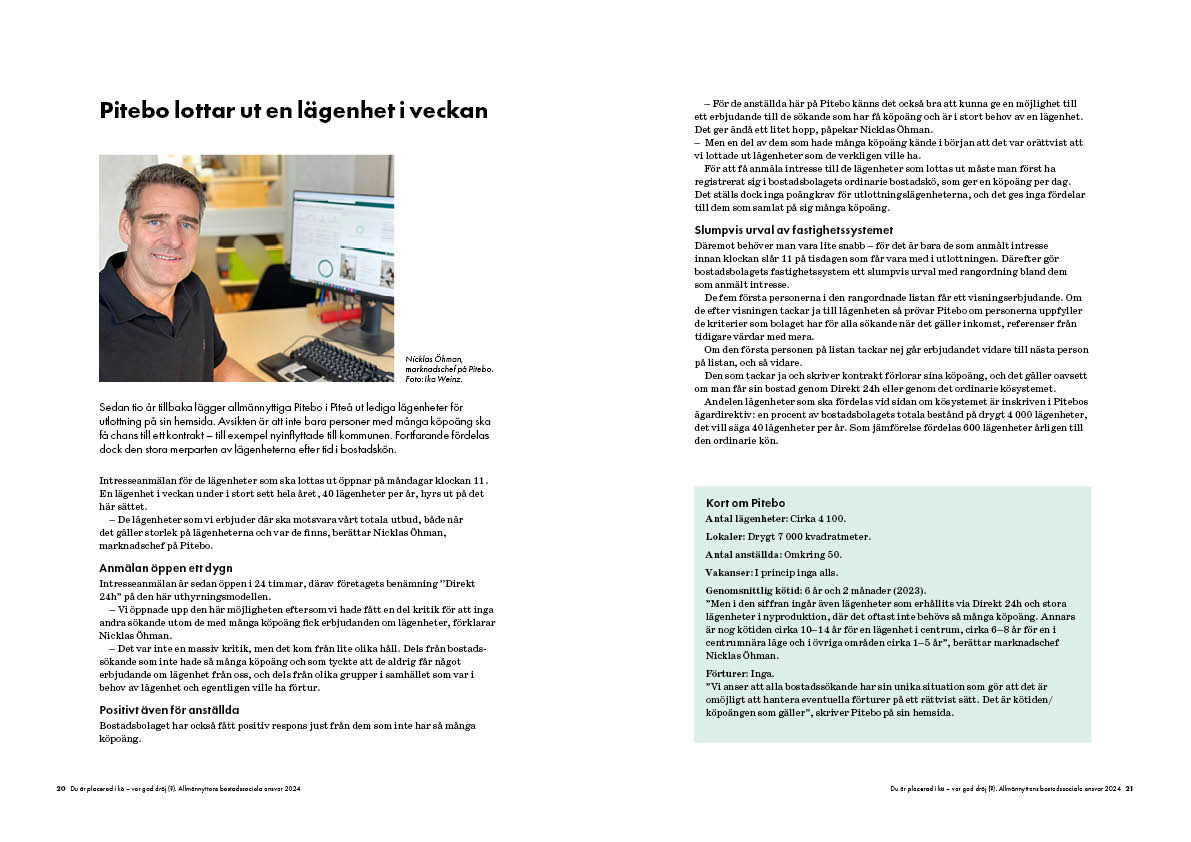 Pitebo lottar ut en lägenhet i veckan
Nicklas Öhman,
marknadschef på Pitebo.
Foto: Ika Weinz.
Sedan tio år tillbaka lägger allmännyttiga Pitebo i Piteå ut lediga lägenheter för
utlottning på sin hemsida. Avsikten är att inte bara personer med många köpoäng ska
få chans till ett kontrakt – till exempel nyinflyttade till kommunen. Fortfarande fördelas
dock den stora merparten av lägenheterna efter tid i bostadskön.
Intresseanmälan för de lägenheter som ska lottas ut öppnar på måndagar klockan 11.
En lägenhet i veckan under i stort sett hela året, 40 lägenheter per år, hyrs ut på det
här sättet.
– De lägenheter som vi erbjuder där ska motsvara vårt totala utbud, både när
det gäller storlek på lägenheterna och var de finns, berättar Nicklas Öhman,
marknadschef på Pitebo.
Anmälan öppen ett dygn
Intresseanmälan är sedan öppen i 24 timmar, därav företagets benämning ”Direkt
24h” på den här uthyrningsmodellen.
– Vi öppnade upp den här möjligheten eftersom vi hade fått en del kritik för att inga
andra sökande utom de med många köpoäng fick erbjudanden om lägenheter, förklarar
Nicklas Öhman.
– Det var inte en massiv kritik, men det kom från lite olika håll. Dels från bostads-
sökande som inte hade så många köpoäng och som tyckte att de aldrig får något
erbjudande om lägenhet från oss, och dels från olika grupper i samhället som var i
behov av lägenhet och egentligen ville ha förtur.
Positivt även för anställda
Bostadsbolaget har också fått positiv respons just från dem som inte har så många
köpoäng.
– För de anställda här på Pitebo känns det också bra att kunna ge en möjlighet till
ett erbjudande till de sökande som har få köpoäng och är i stort behov av en lägenhet.
Det ger ändå ett litet hopp, påpekar Nicklas Öhman.
– Men en del av dem som hade många köpoäng kände i början att det var orättvist att
vi lottade ut lägenheter som de verkligen ville ha.
För att få anmäla intresse till de lägenheter som lottas ut måste man först ha
registrerat sig i bostadsbolagets ordinarie bostadskö, som ger en köpoäng per dag.
Det ställs dock inga poängkrav för utlottningslägenheterna, och det ges inga fördelar
till dem som samlat på sig många köpoäng.
Slumpvis urval av fastighetssystemet
Däremot behöver man vara lite snabb – för det är bara de som anmält intresse
innan klockan slår 11 på tisdagen som får vara med i utlottningen. Därefter gör
bostadsbolagets fastighetssystem ett slumpvis urval med rangordning bland dem
som anmält intresse.
De fem första personerna i den rangordnade listan får ett visningserbjudande. Om
de efter visningen tackar ja till lägenheten så prövar Pitebo om personerna uppfyller
de kriterier som bolaget har för alla sökande när det gäller inkomst, referenser från
tidigare värdar med mera.
Om den första personen på listan tackar nej går erbjudandet vidare till nästa person
på listan, och så vidare.
Den som tackar ja och skriver kontrakt förlorar sina köpoäng, och det gäller oavsett
om man får sin bostad genom Direkt 24h eller genom det ordinarie kösystemet.
Andelen lägenheter som ska fördelas vid sidan om kösystemet är inskriven i Pitebos
ägardirektiv: en procent av bostadsbolagets totala bestånd på drygt 4 000 lägenheter,
det vill säga 40 lägenheter per år. Som jämförelse fördelas 600 lägenheter årligen till
den ordinarie kön.
Kort om Pitebo
Antal lägenheter: Cirka 4 100.
Lokaler: Drygt 7 000 kvadratmeter.
Antal anställda: Omkring 50.
Vakanser: I princip inga alls.
Genomsnittlig kötid: 6 år och 2 månader (2023).
”Men i den siffran ingår även lägenheter som erhållits via Direkt 24h och stora
lägenheter i nyproduktion, där det oftast inte behövs så många köpoäng. Annars
är nog kötiden cirka 10–14 år för en lägenhet i centrum, cirka 6–8 år för en i
centrumnära läge och i övriga områden cirka 1–5 år”, berättar marknadschef
Nicklas Öhman.
Förturer: Inga.
”Vi anser att alla bostadssökande har sin unika situation som gör att det är
omöjligt att hantera eventuella förturer på ett rättvist sätt. Det är kötiden/
köpoängen som gäller”, skriver Pitebo på sin hemsida.
20 Du är placerad i kö – var god dröj (9). Allmännyttans bostadssociala ansvar 2024
Du är placerad i kö – var god dröj (9). Allmännyttans bostadssociala ansvar 2024 21